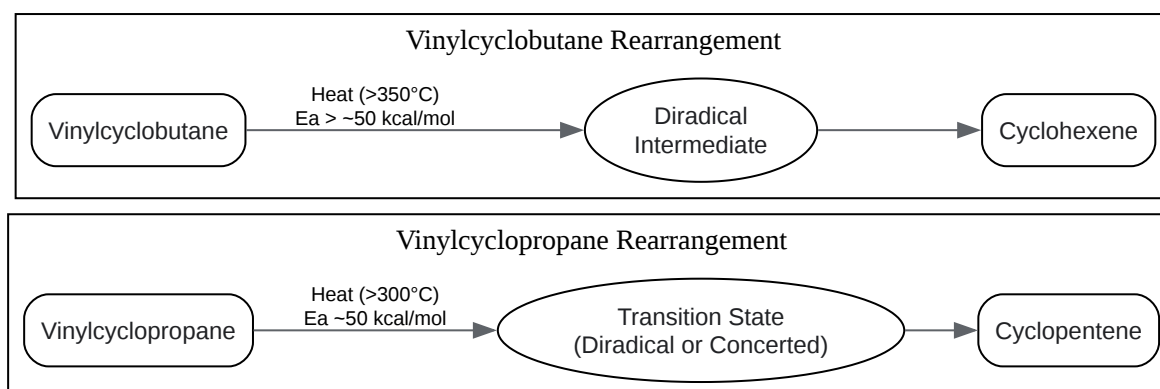 Vinylcyclobutane Rearrangement
Heat (>350°C)
Ea > ~50 kcal/mol
Vinylcyclobutane
Diradical
Intermediate
Cyclohexene
Vinylcyclopropane Rearrangement
Heat (>300°C)
Ea ~50 kcal/mol
Vinylcyclopropane
Transition State
(Diradical or Concerted)
Cyclopentene